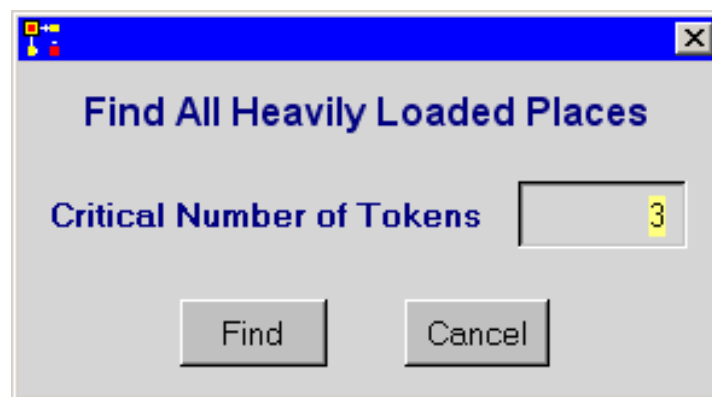 Find All Heavily Loaded Places
Critical Number of Tokens 3
Find Cancel